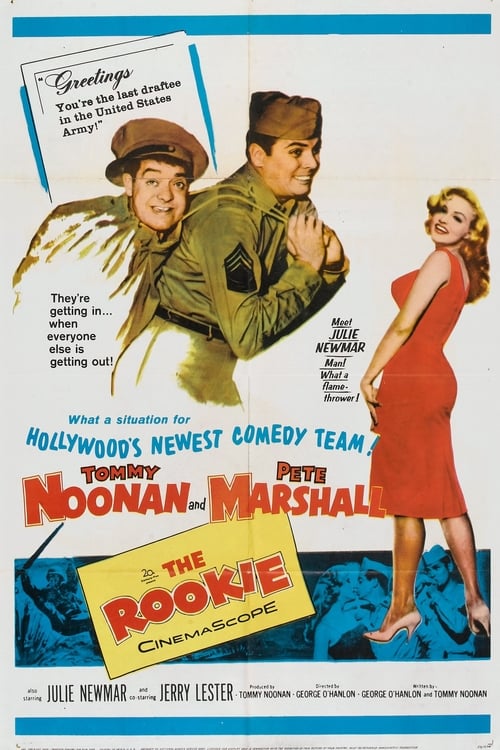 "Greetings
You're the last draftee
in the United States
Army!"
They're
getting in...
when
everyone
else is
getting out!
Meet
JULIE
NEWMAR
Man!
What a
flame-
thrower!
What a situation for
HOLLYWOOD'S NEWEST COMEDY TEAM!
TOMMY NOONAN and PETE MARSHALL
20th
THE
ROOKIE
CINEMASCOPE
also starring JULIE NEWMAR and co-starring JERRY LESTER • Produced by TOMMY NOONAN • Directed by GEORGE O'HANLON • Written by GEORGE O'HANLON and TOMMY NOONAN